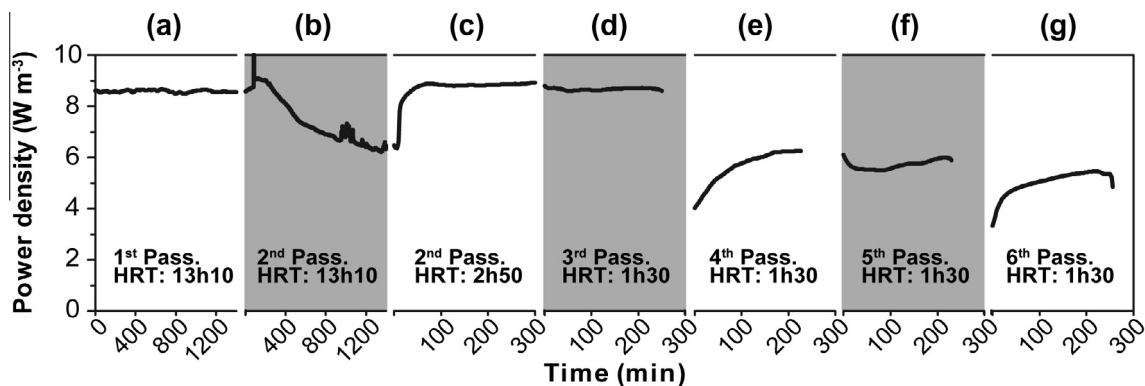 (a) (b) (c) (d) (e) (f) (g)
Power density (W m⁻³)
10
8
6
4
2
0
1ˢᵗ Pass. 2ⁿᵈ Pass. 2ⁿᵈ Pass. 3ʳᵈ Pass. 4ᵗʰ Pass. 5ᵗʰ Pass. 6ᵗʰ Pass.
HRT: 13h10 HRT: 13h10 HRT: 2h50 HRT: 1h30 HRT: 1h30 HRT: 1h30 HRT: 1h30
0 400 800 1200 400 800 1200 100 200 300 100 200 300 100 200 300 100 200 300 100 200 300
Time (min)